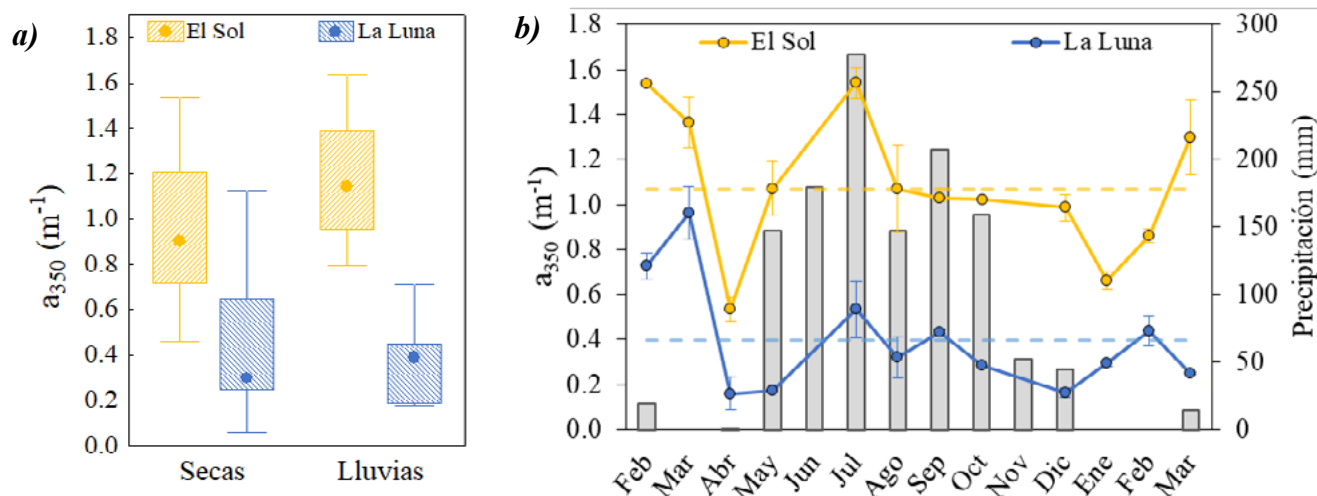 a)
El Sol
La Luna
1.8
1.6
1.4
1.2
1.0
0.8
0.6
0.4
0.2
0.0
a350 (m-1)
Secas
Lluvias
b)
El Sol
La Luna
1.8
1.6
1.4
1.2
1.0
0.8
0.6
0.4
0.2
0.0
a350 (m-1)
300
250
200
150
100
50
0
Precipitación (mm)
Feb
Mar
Abr
May
Jun
Jul
Ago
Sep
Oct
Nov
Dic
Ene
Feb
Mar